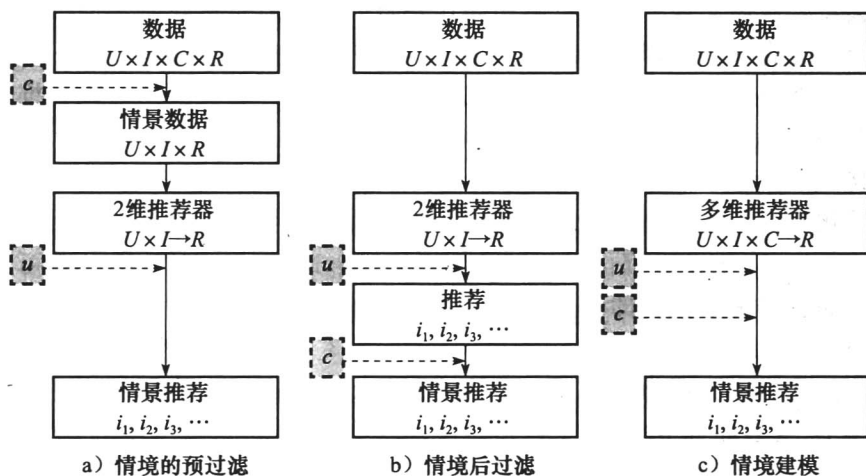 数据
U×I×C×R
c
情景数据
U×I×R
2维推荐器
U×I→R
u
情景推荐
i₁, i₂, i₃, …
a）情境的预过滤
数据
U×I×C×R
2维推荐器
U×I→R
u
推荐
i₁, i₂, i₃, …
c
情景推荐
i₁, i₂, i₃, …
b）情境后过滤
数据
U×I×C×R
多维推荐器
U×I×C→R
u
c
情景推荐
i₁, i₂, i₃, …
c）情境建模